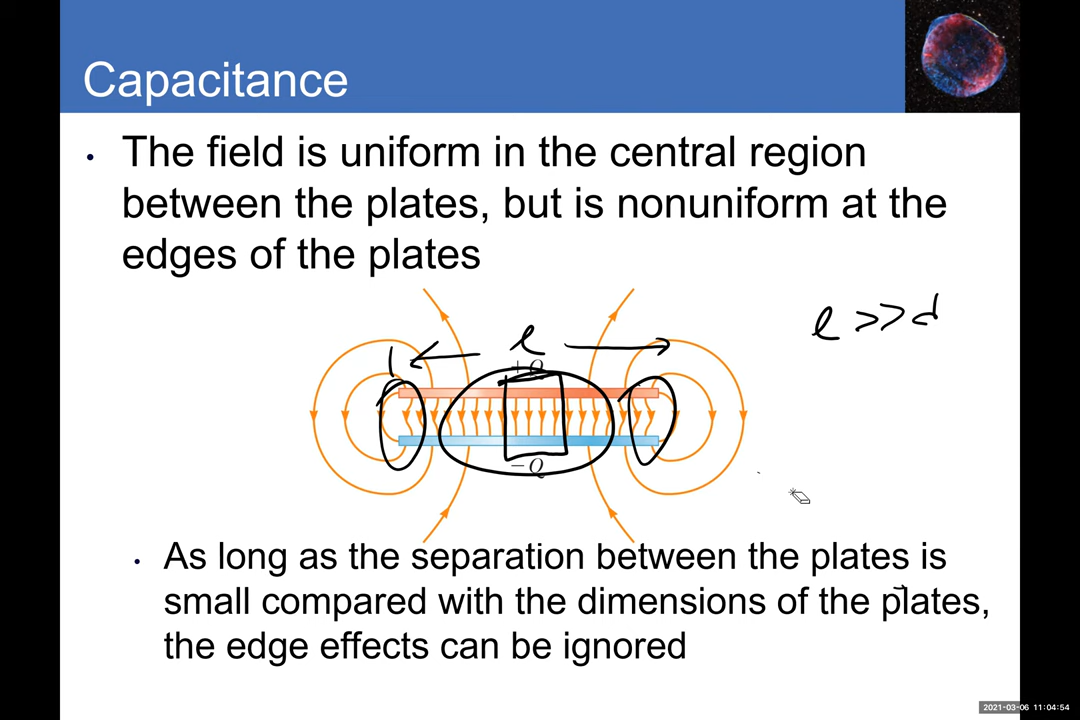 Capacitance
• The field is uniform in the central region
between the plates, but is nonuniform at the
edges of the plates
l >> d
l
+Q
−Q
• As long as the separation between the plates is
small compared with the dimensions of the plates,
the edge effects can be ignored
2021-03-06 11:04:54